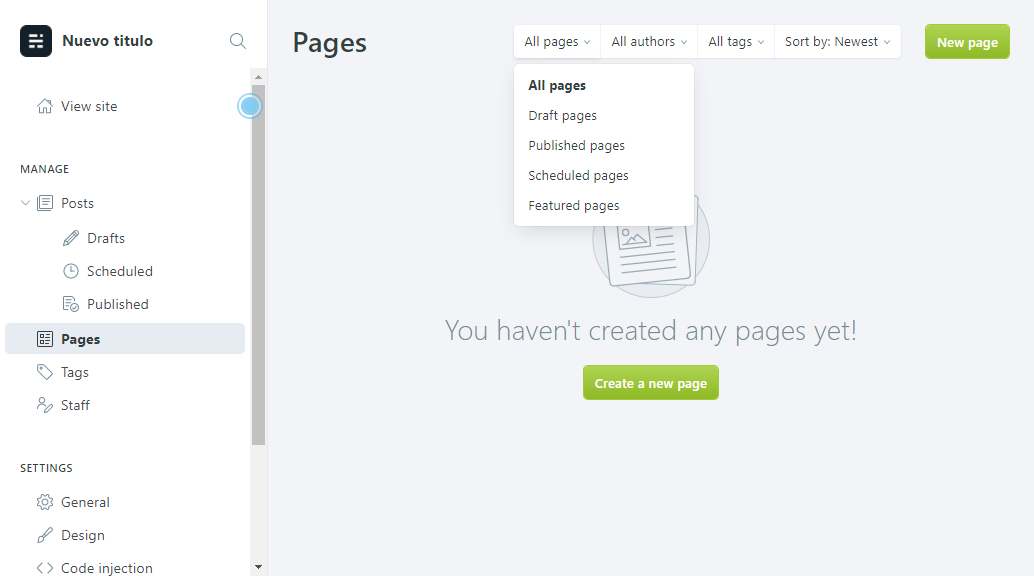 Nuevo titulo
View site
MANAGE
Posts
Drafts
Scheduled
Published
Pages
Tags
Staff
SETTINGS
General
Design
Code injection
Pages
All pages
All authors
All tags
Sort by: Newest
New page
All pages
Draft pages
Published pages
Scheduled pages
Featured pages
You haven't created any pages yet!
Create a new page